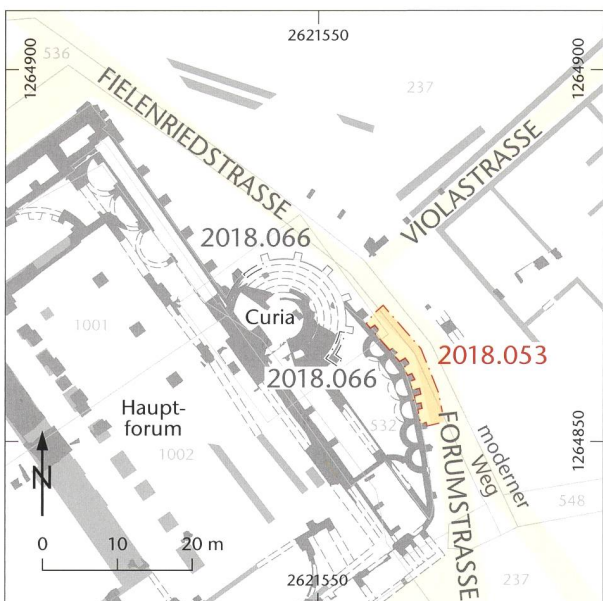 2621550
1264900
1264900
536
237
FIELENRIEDSTRASSE
VIOLASTRASSE
2018.066
Curia
1001
2018.053
2018.066
Haupt-
forum
532
1002
FORUMSTRASSE
moderner
Weg
1264850
N
548
0 10 20 m
2621550
237